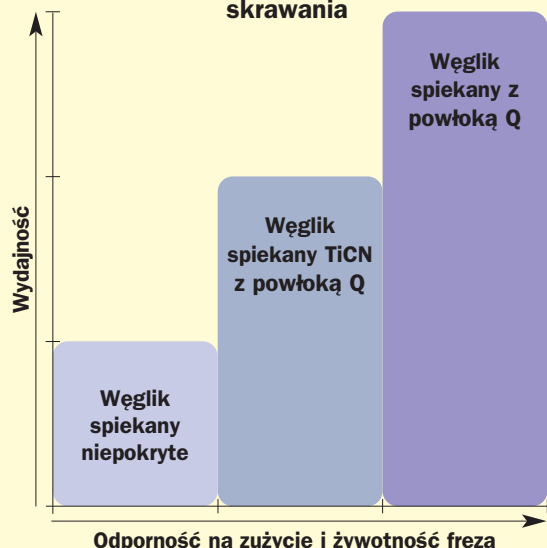 skrawania
Węglik
spiekany z
powłoką Q
Węglik
spiekany TiCN
z powłoką Q
Węglik
spiekany
niepokryte
Wydajność
Odporność na zużycie i żywotność freza